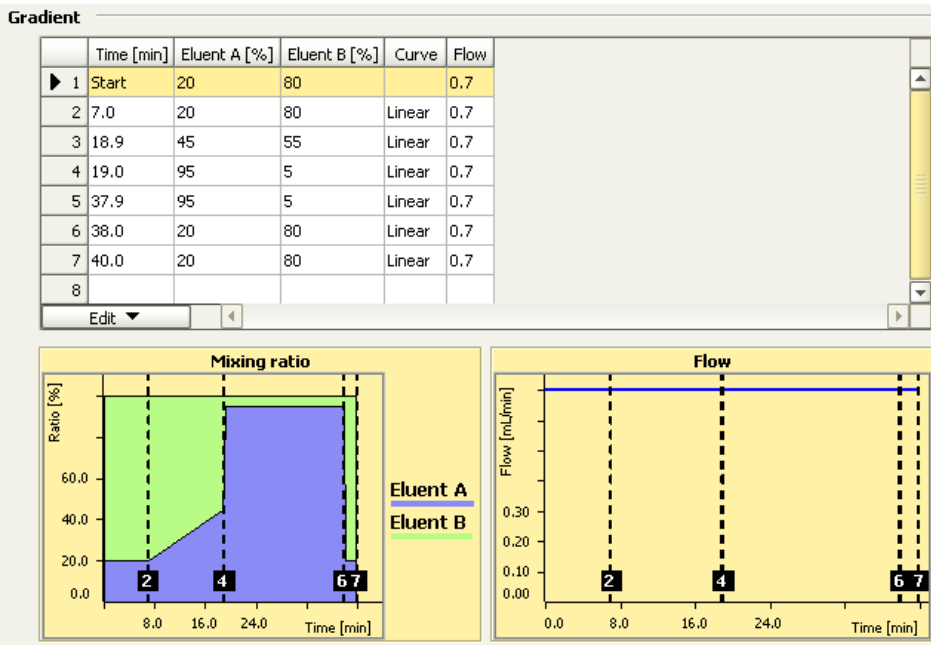 Gradient
Time [min] Eluent A [%] Eluent B [%] Curve Flow
1 Start 20 80 0.7
2 7.0 20 80 Linear 0.7
3 18.9 45 55 Linear 0.7
4 19.0 95 5 Linear 0.7
5 37.9 95 5 Linear 0.7
6 38.0 20 80 Linear 0.7
7 40.0 20 80 Linear 0.7
8
Edit
Mixing ratio
Ratio [%]
60.0
40.0
20.0
0.0
2 4 6 7
8.0 16.0 24.0 Time [min]
Eluent A
Eluent B
Flow
Flow [mL/min]
0.30
0.20
0.10
0.00
2 4 6 7
0.0 8.0 16.0 24.0 Time [min]